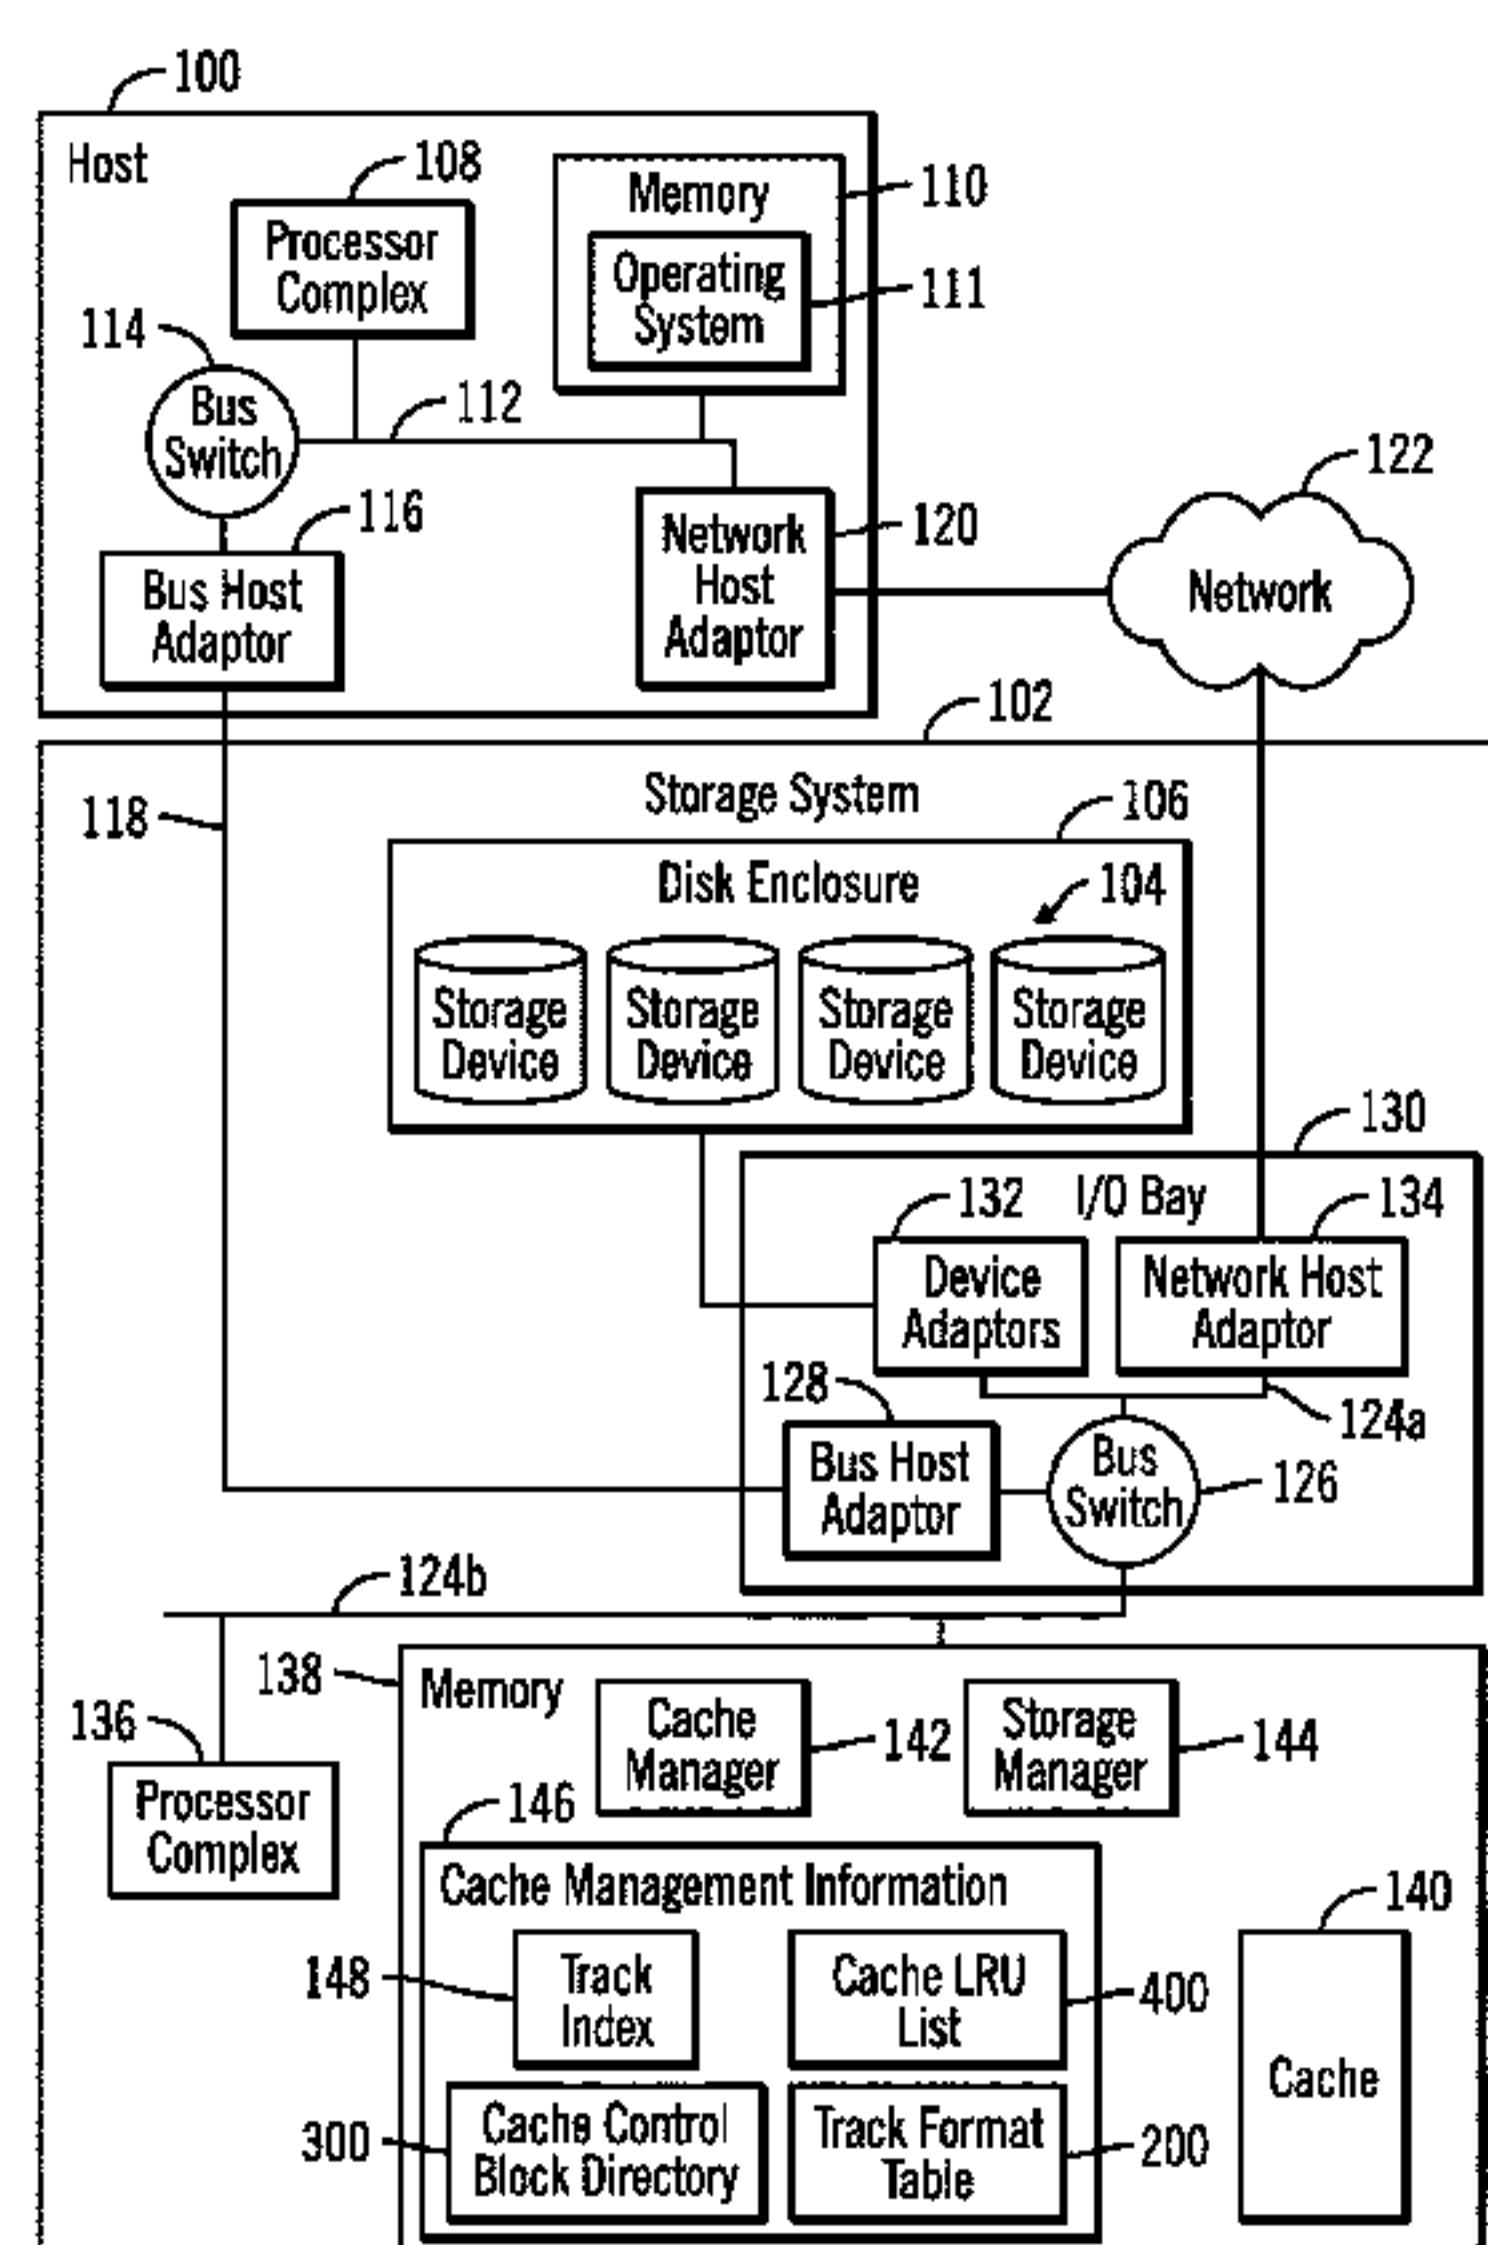 100
Host
108
Processor
Complex
Memory
110
Operating
System
111
114
Bus
Switch
112
116
Bus Host
Adaptor
Network
Host
Adaptor
120
122
Network
102
Storage System
118
106
Disk Enclosure
104
Storage
Device
Storage
Device
Storage
Device
Storage
Device
130
I/O Bay
132
134
Device
Adaptors
Network Host
Adaptor
128
124a
Bus Host
Adaptor
Bus
Switch
126
124b
138
Memory
136
Processor
Complex
Cache
Manager
142
Storage
Manager
144
146
Cache Management Information
140
148
Track
Index
Cache LRU
List
400
Cache
300
Cache Control
Block Directory
Track Format
Table
200